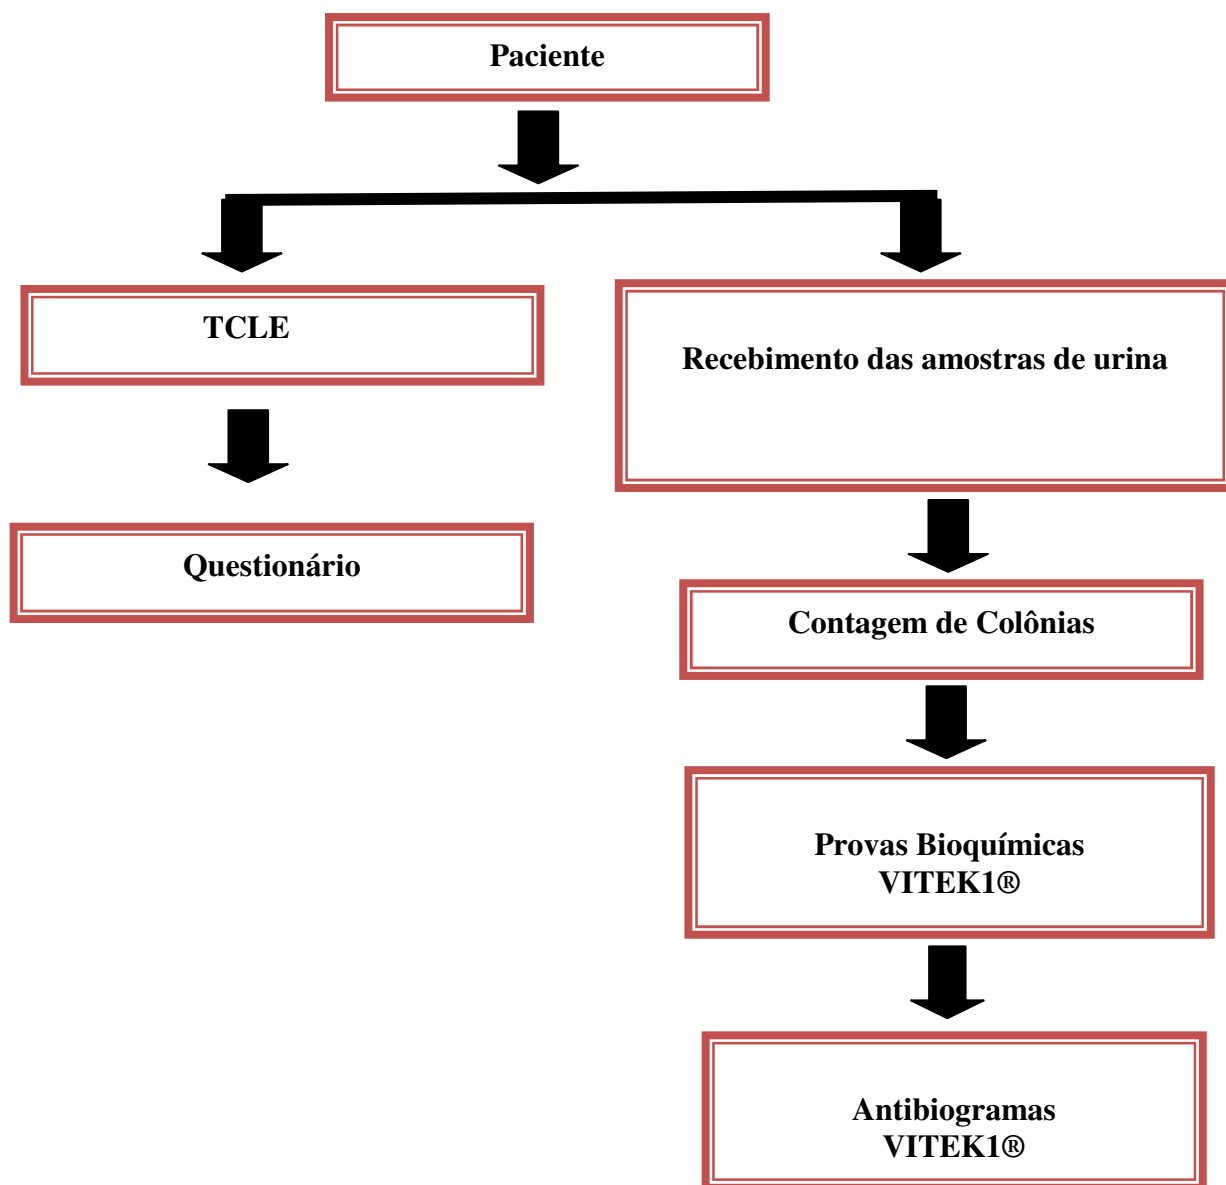 Paciente
TCLE
Recebimento das amostras de urina
Questionário
Contagem de Colônias
Provas Bioquímicas
VITEK1®
Antibiogramas
VITEK1®